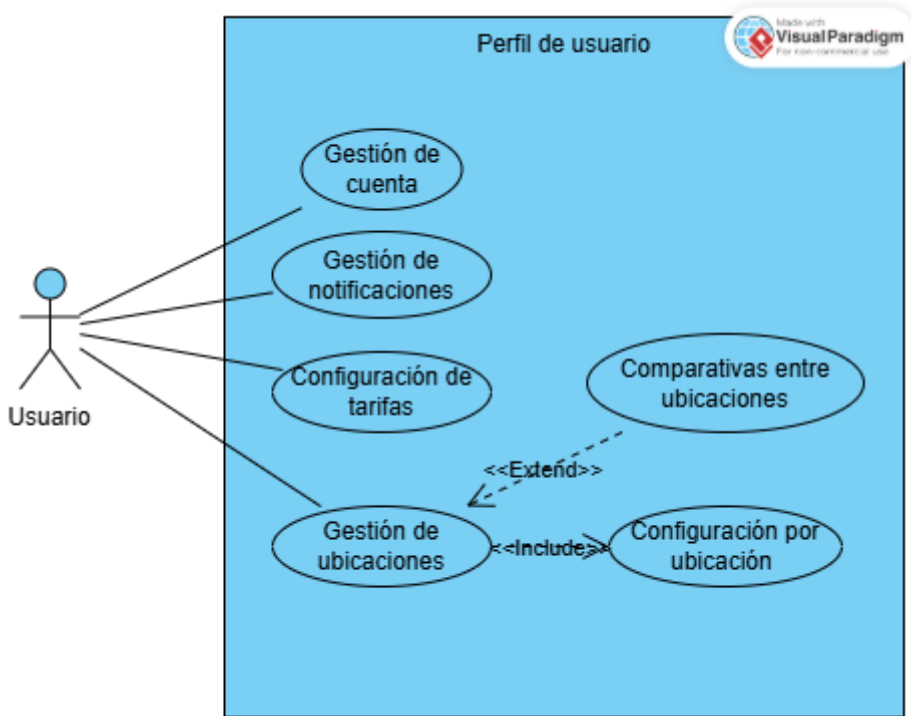 Made with
Visual Paradigm
For non-commercial use
Perfil de usuario
Gestión de
cuenta
Gestión de
notificaciones
Configuración de
tarifas
Comparativas entre
ubicaciones
Usuario
<<Extend>>
Gestión de
ubicaciones
<<Include>>
Configuración por
ubicación